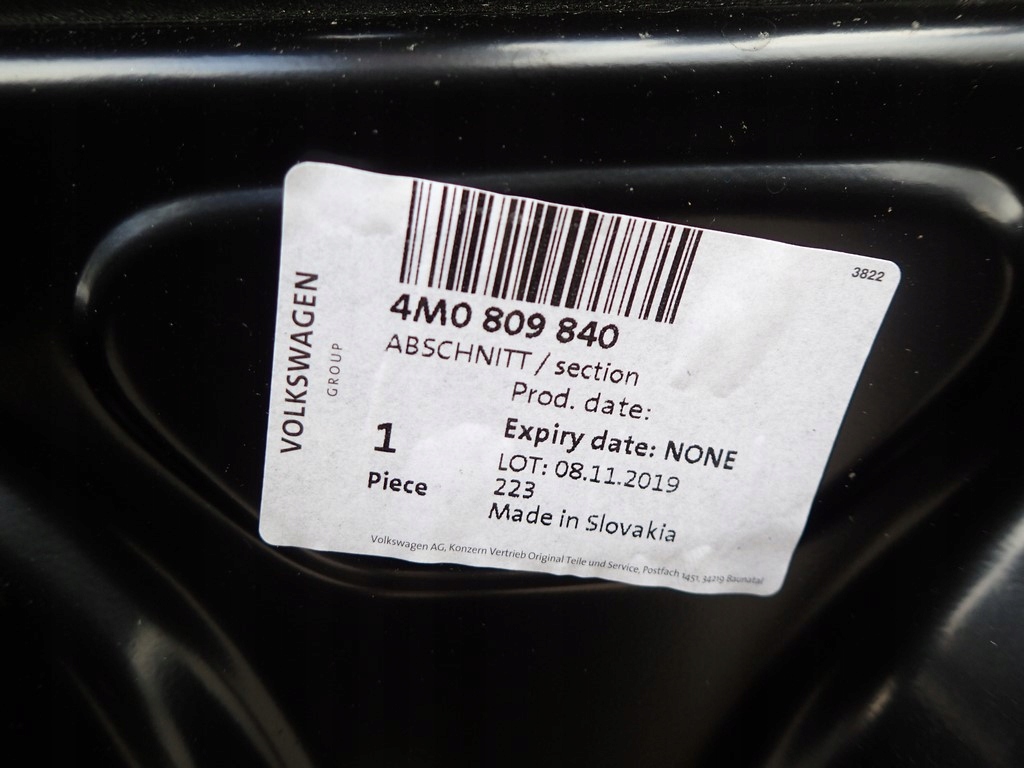 3822
VOLKSWAGEN
GROUP
4M0 809 840
ABSCHNITT / section
Prod. date:
Expiry date: NONE
LOT: 08.11.2019
223
Made in Slovakia
1
Piece
Volkswagen AG, Konzern Vertrieb Original Teile und Service, Postfach 1451, 34219 Baunatal